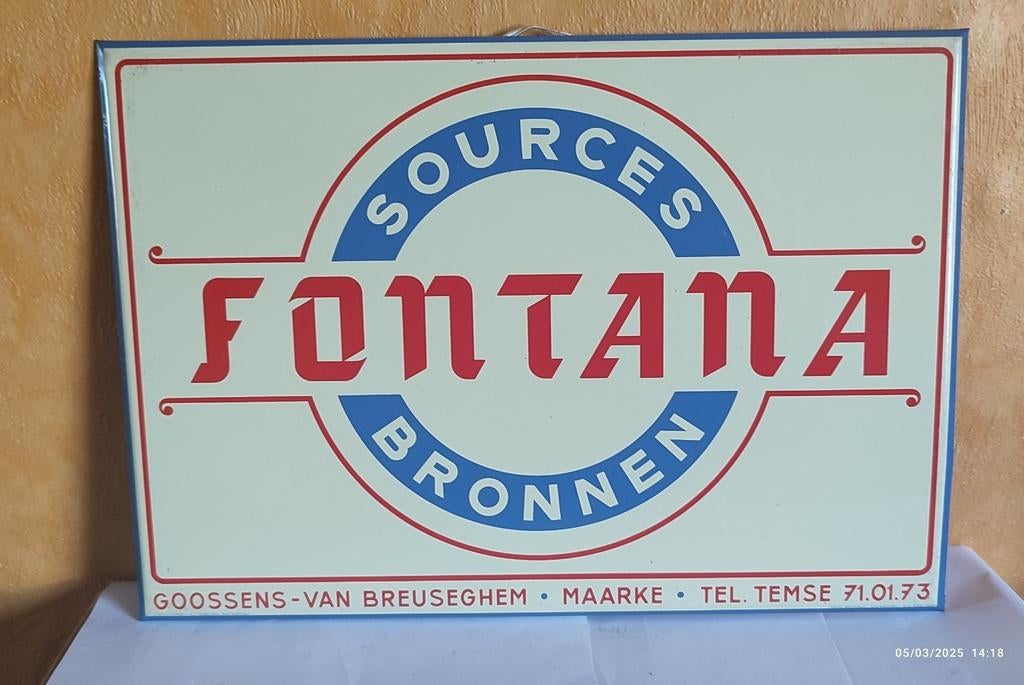 SOURCES
FONTANA
BRONNEN
GOOSSENS-VAN BREUSEGHEM • MAARKE • TEL. TEMSE 71.01.73
05/03/2025 14:18